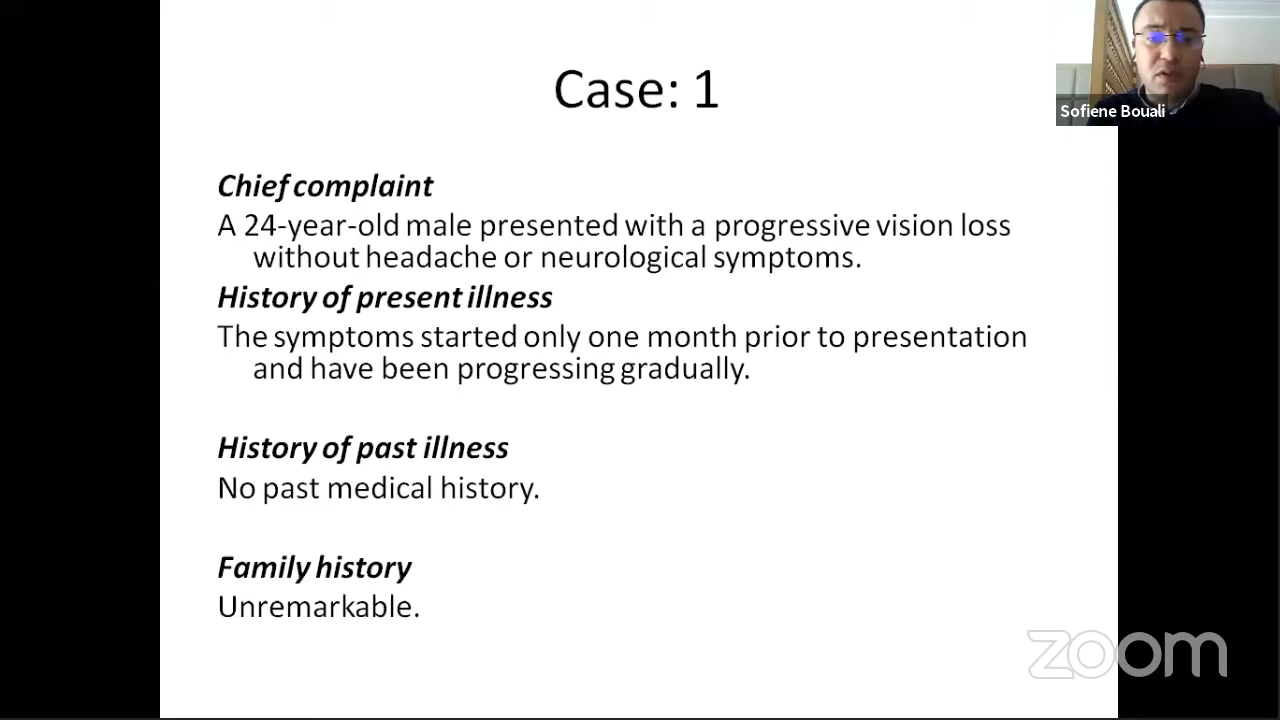 Case: 1
Sofiene Bouali
Chief complaint
A 24-year-old male presented with a progressive vision loss
without headache or neurological symptoms.
History of present illness
The symptoms started only one month prior to presentation
and have been progressing gradually.
History of past illness
No past medical history.
Family history
Unremarkable.
zoom